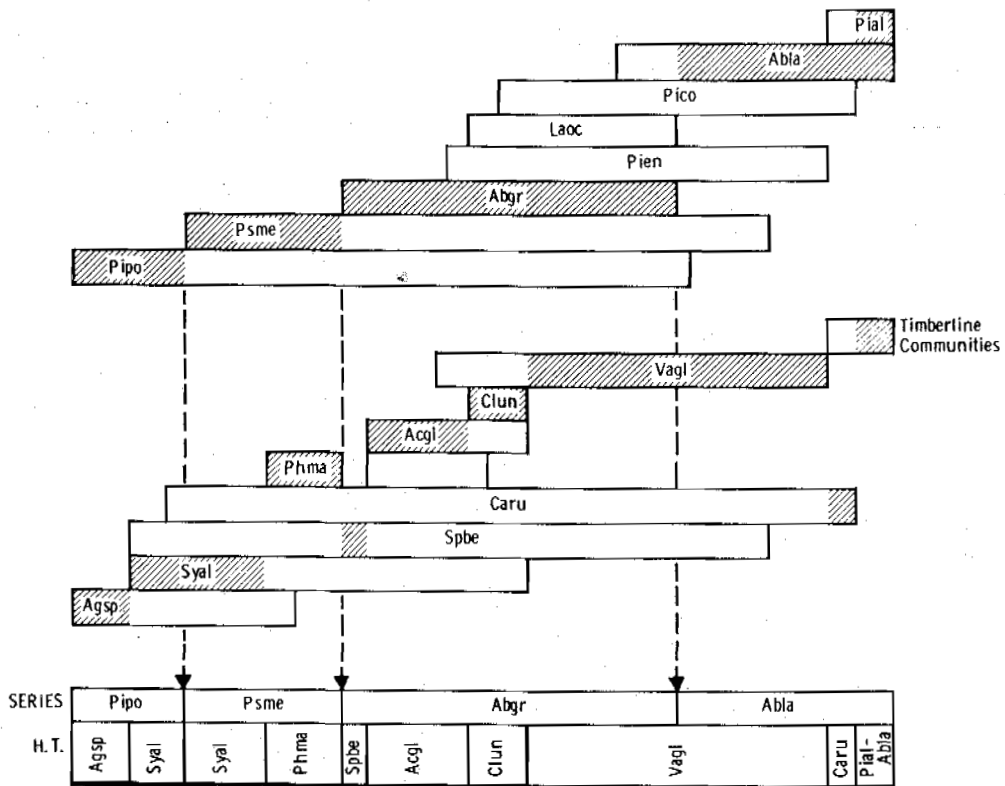 Pial
Abla
Pico
Laoc
Pien
Abgr
Psme
Pipo
Timberline
Communities
Vagl
Clun
Acgl
Phma
Caru
Spbe
Syal
Agsp
SERIES Pipo Psme Abgr Abla
H.T. Agsp Syal Syal Phma Spbe Acgl Clun Vagl Caru Pial-
Abla